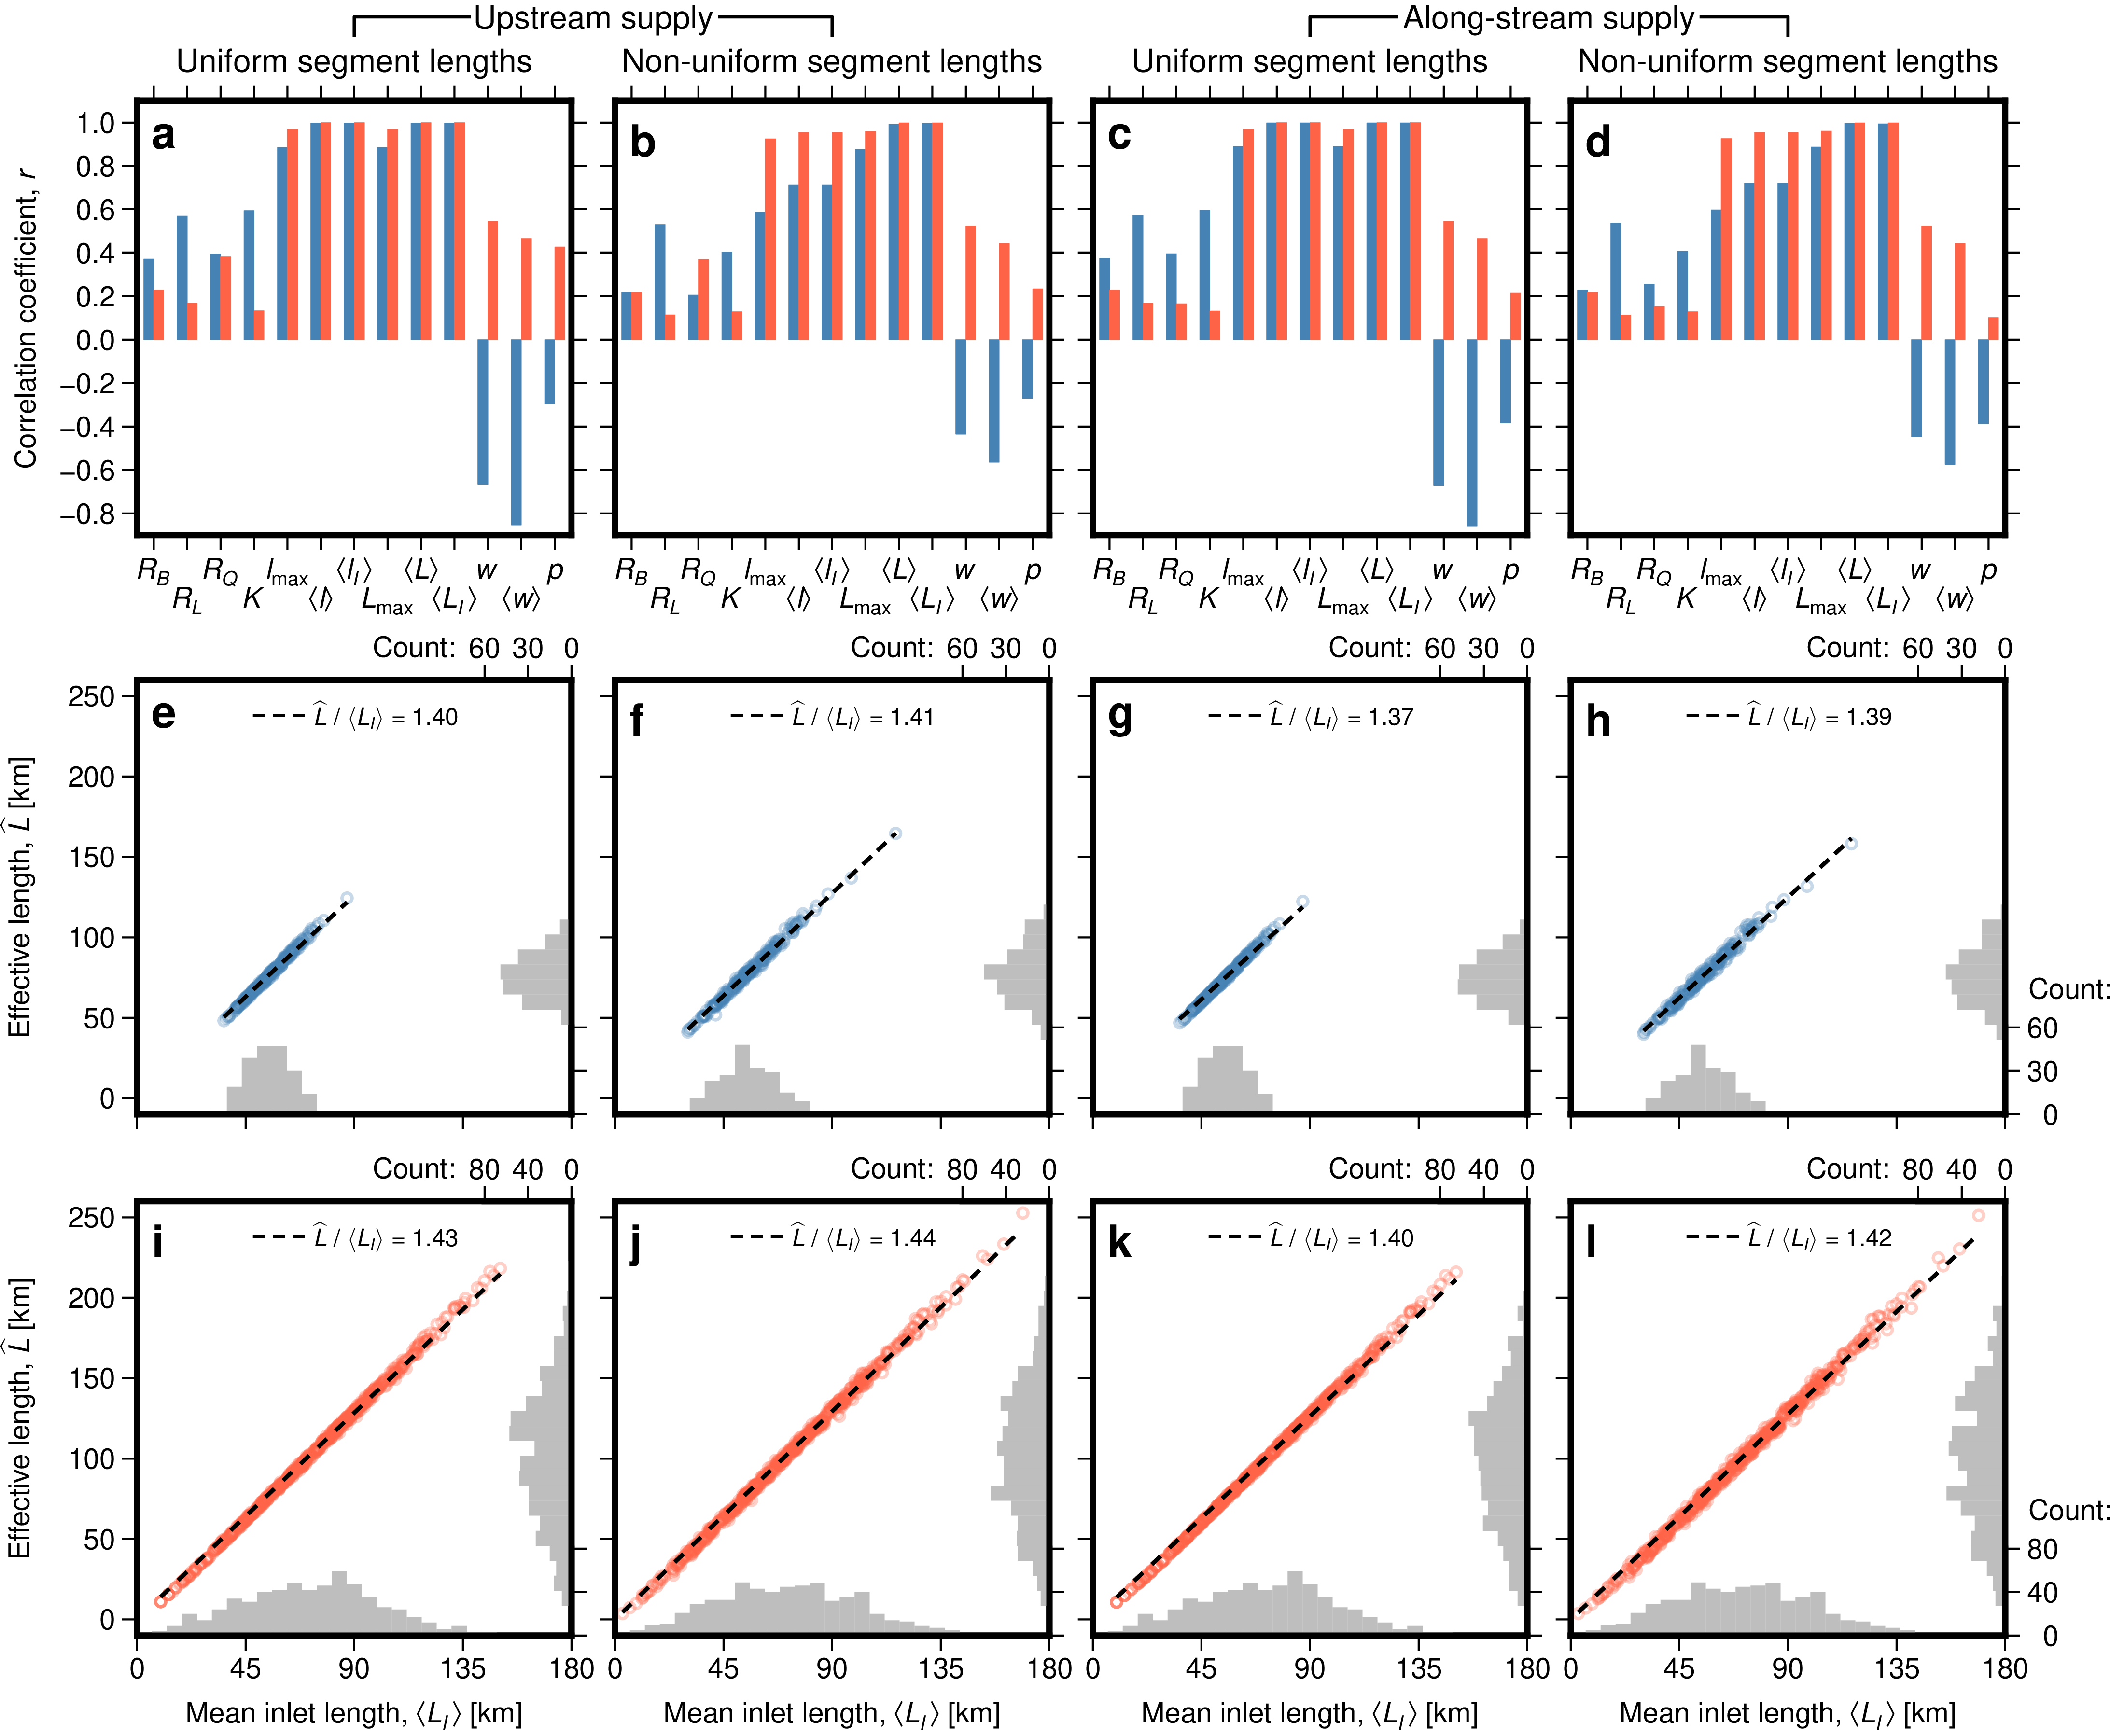 Upstream supply Along-stream supply
Uniform segment lengths Non-uniform segment lengths Uniform segment lengths Non-uniform segment lengths
a b c d
Correlation coefficient, r
1.0
0.8
0.6
0.4
0.2
0.0
−0.2
−0.4
−0.6
−0.8
R_B R_Q l_max ⟨l_I⟩ ⟨L⟩ w p R_B R_Q l_max ⟨l_I⟩ ⟨L⟩ w p R_B R_Q l_max ⟨l_I⟩ ⟨L⟩ w p R_B R_Q l_max ⟨l_I⟩ ⟨L⟩ w p
R_L K ⟨l⟩ L_max ⟨L_I⟩ ⟨w⟩ R_L K ⟨l⟩ L_max ⟨L_I⟩ ⟨w⟩ R_L K ⟨l⟩ L_max ⟨L_I⟩ ⟨w⟩ R_L K ⟨l⟩ L_max ⟨L_I⟩ ⟨w⟩
Count: 60 30 0 Count: 60 30 0 Count: 60 30 0 Count: 60 30 0
e L̂ / ⟨L_I⟩ = 1.40 f L̂ / ⟨L_I⟩ = 1.41 g L̂ / ⟨L_I⟩ = 1.37 h L̂ / ⟨L_I⟩ = 1.39
Effective length, L̂ [km]
250
200
150
100
50
0
Count:
60
30
0
Count: 80 40 0 Count: 80 40 0 Count: 80 40 0 Count: 80 40 0
i L̂ / ⟨L_I⟩ = 1.43 j L̂ / ⟨L_I⟩ = 1.44 k L̂ / ⟨L_I⟩ = 1.40 l L̂ / ⟨L_I⟩ = 1.42
Effective length, L̂ [km]
250
200
150
100
50
0
Count:
80
40
0
0 45 90 135 180 0 45 90 135 180 0 45 90 135 180 0 45 90 135 180
Mean inlet length, ⟨L_I⟩ [km] Mean inlet length, ⟨L_I⟩ [km] Mean inlet length, ⟨L_I⟩ [km] Mean inlet length, ⟨L_I⟩ [km]